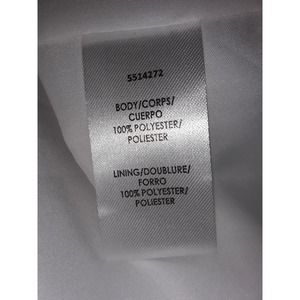 5514272
BODY/CORPS/
CUERPO
100% POLYESTER/
POLIESTER
LINING/DOUBLURE/
FORRO
100% POLYESTER/
POLIESTER